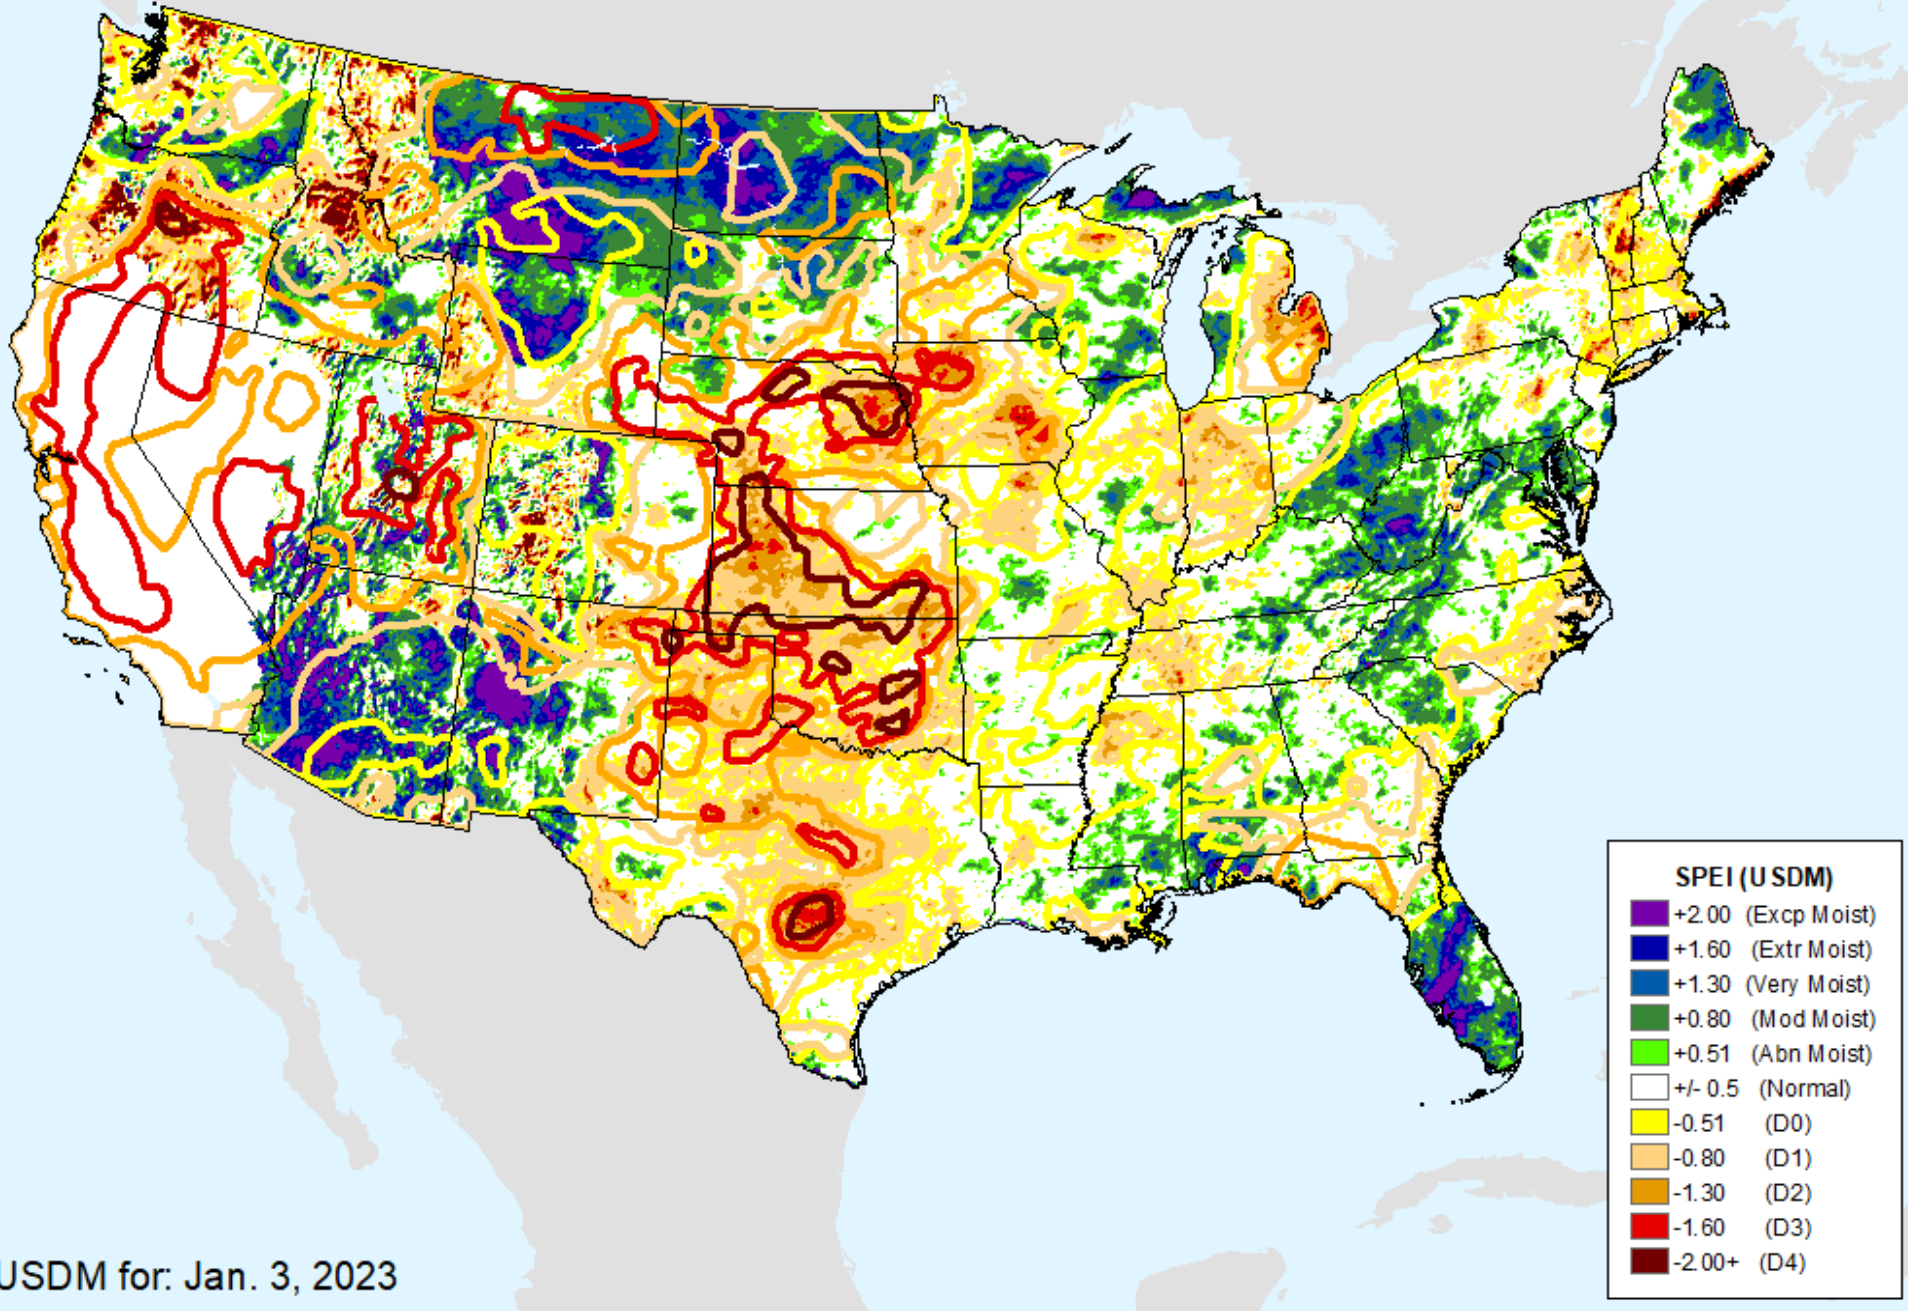 SPEI (USDM)
+2.00 (Excp Moist)
+1.60 (Extr Moist)
+1.30 (Very Moist)
+0.80 (Mod Moist)
+0.51 (Abn Moist)
+/- 0.5 (Normal)
-0.51 (D0)
-0.80 (D1)
-1.30 (D2)
-1.60 (D3)
-2.00+ (D4)
USDM for: Jan. 3, 2023